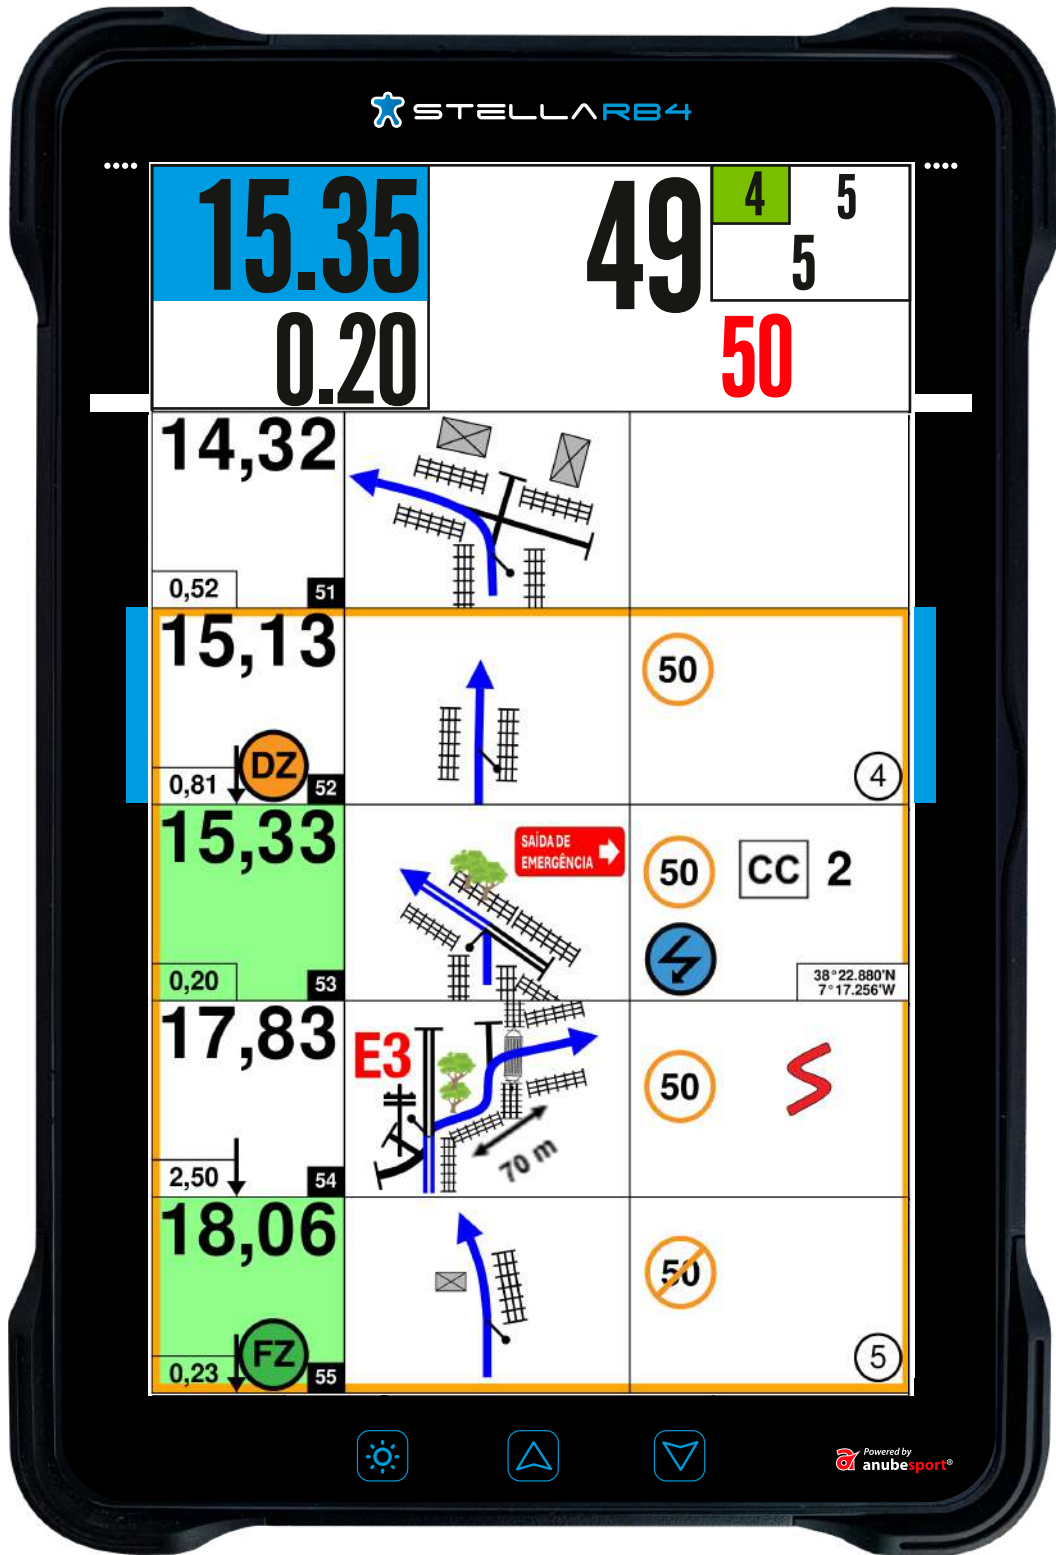 STELLARB4
15.35
49
4
5
5
0.20
50
14,32
0,52
51
15,13
50
DZ
0,81
52
4
15,33
SAÍDA DE
EMERGÊNCIA
50
CC
2
0,20
53
38°22.880'N
7°17.256'W
17,83
E3
50
70 m
2,50
54
18,06
50
FZ
0,23
55
5
Powered by
anubesport®